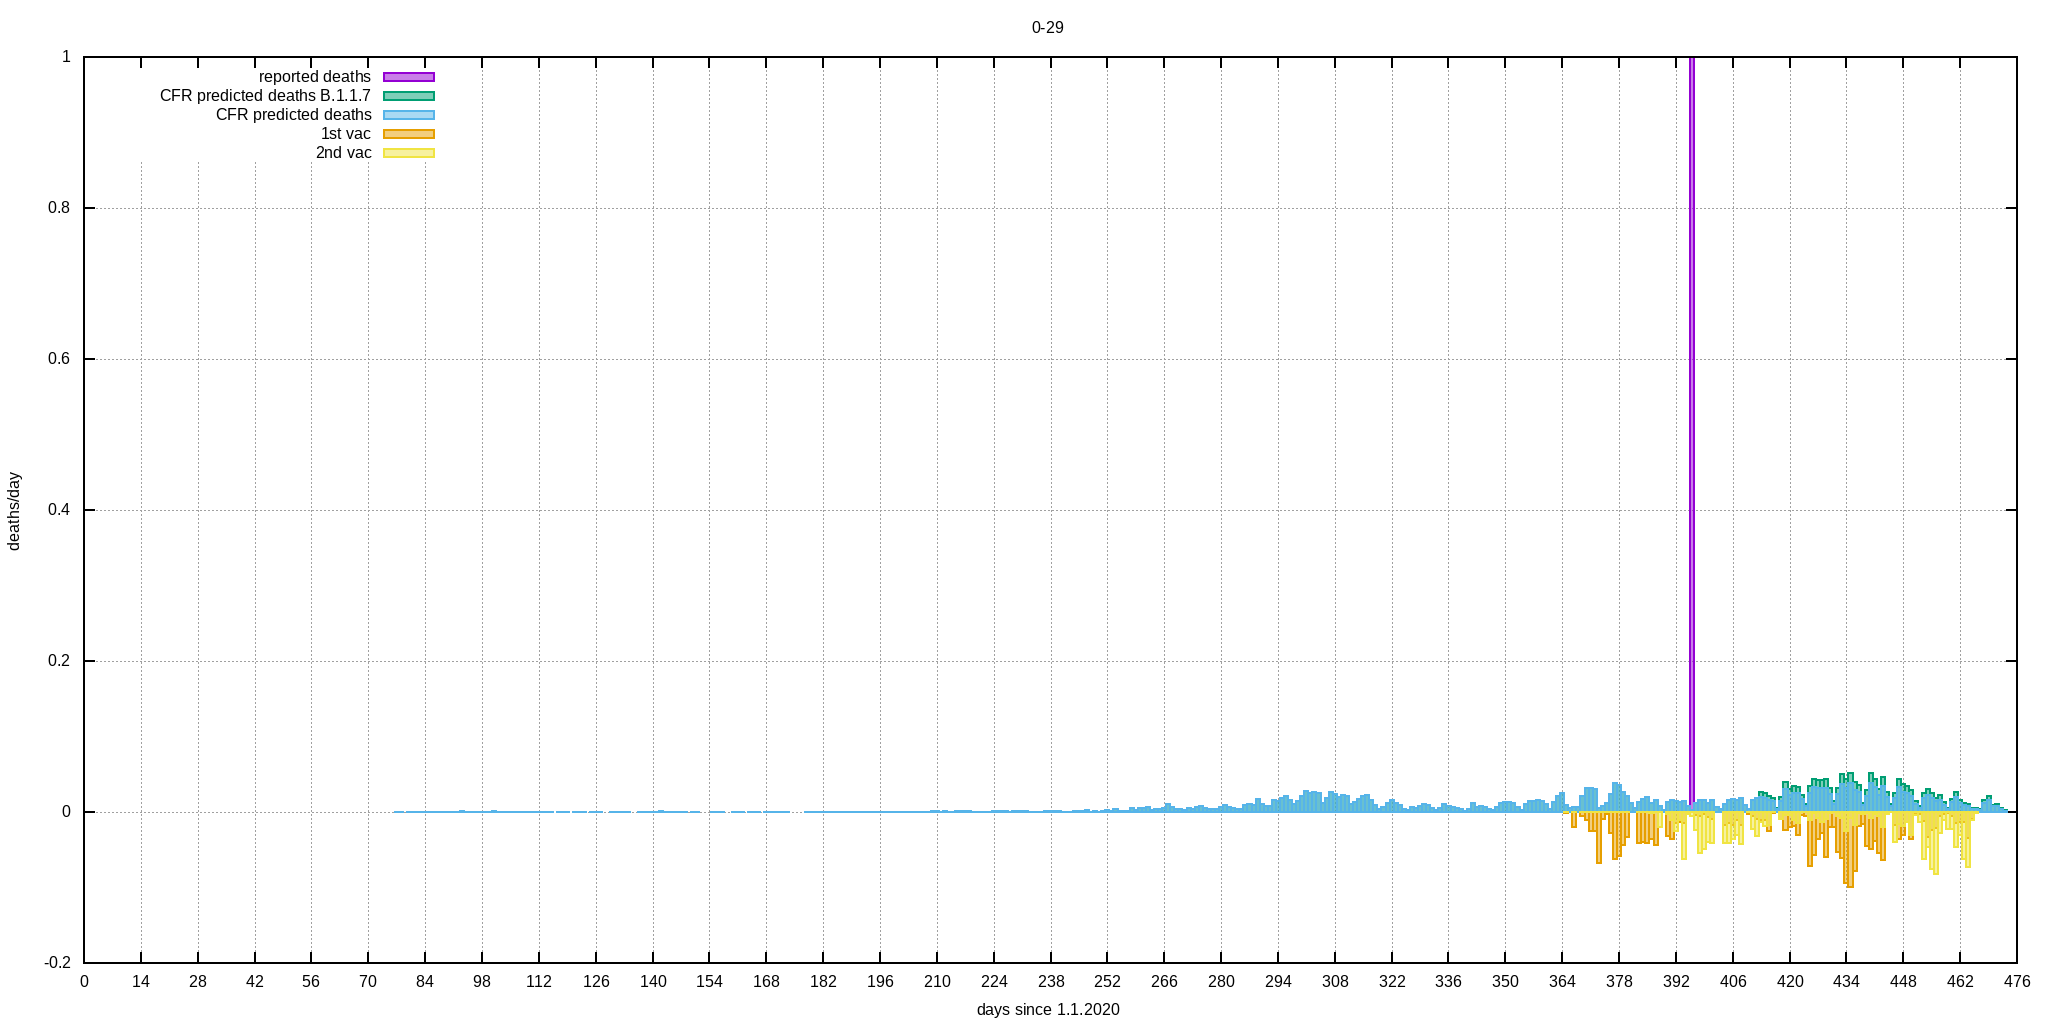 0-29
1
reported deaths
CFR predicted deaths B.1.1.7
CFR predicted deaths
1st vac
2nd vac
0.8
0.6
0.4
0.2
0
-0.2
deaths/day
0 14 28 42 56 70 84 98 112 126 140 154 168 182 196 210 224 238 252 266 280 294 308 322 336 350 364 378 392 406 420 434 448 462 476
days since 1.1.2020